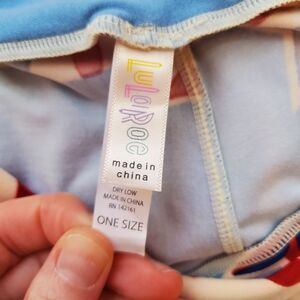 LuLaRoe
made in
china
DRY LOW
MADE IN CHINA
RN 142161
ONE SIZE